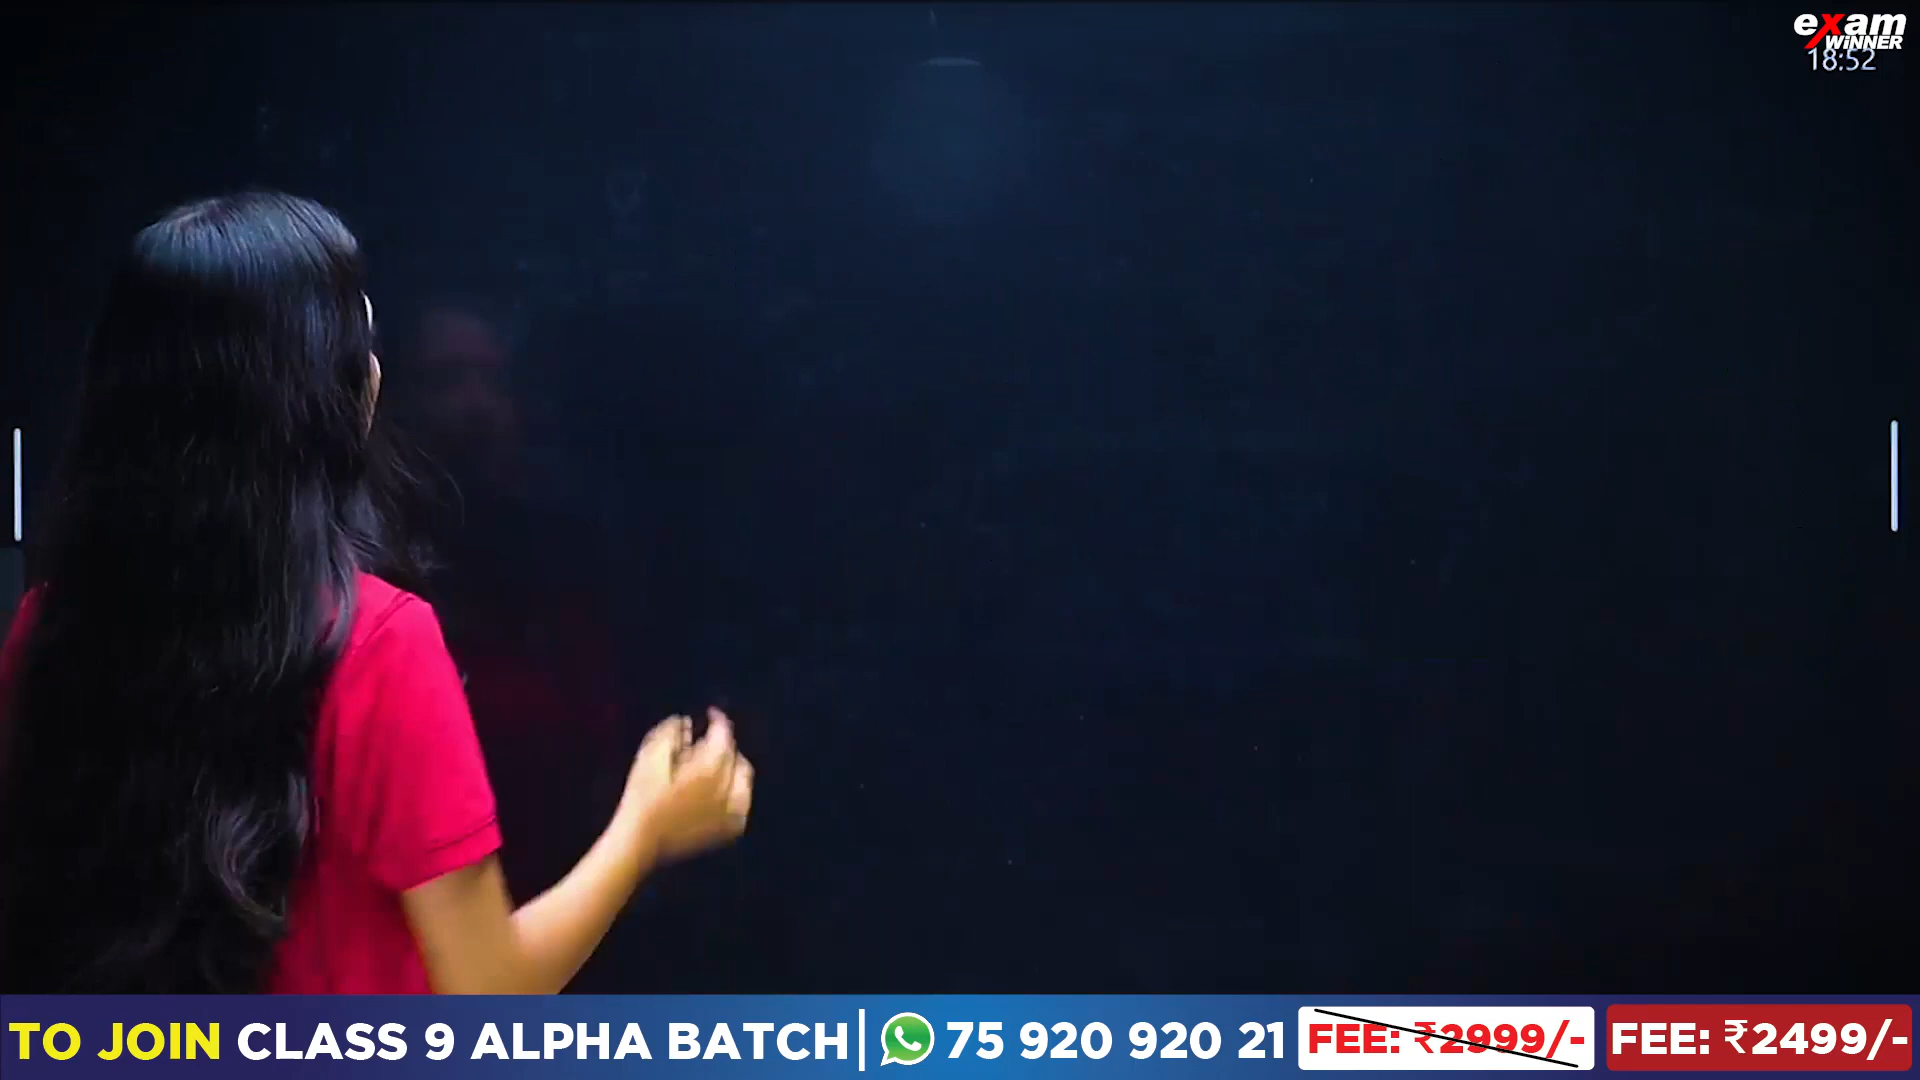 exam
WiNNER
18:52
TO JOIN CLASS 9 ALPHA BATCH 75 920 920 21 FEE: ₹2999/- FEE: ₹2499/-